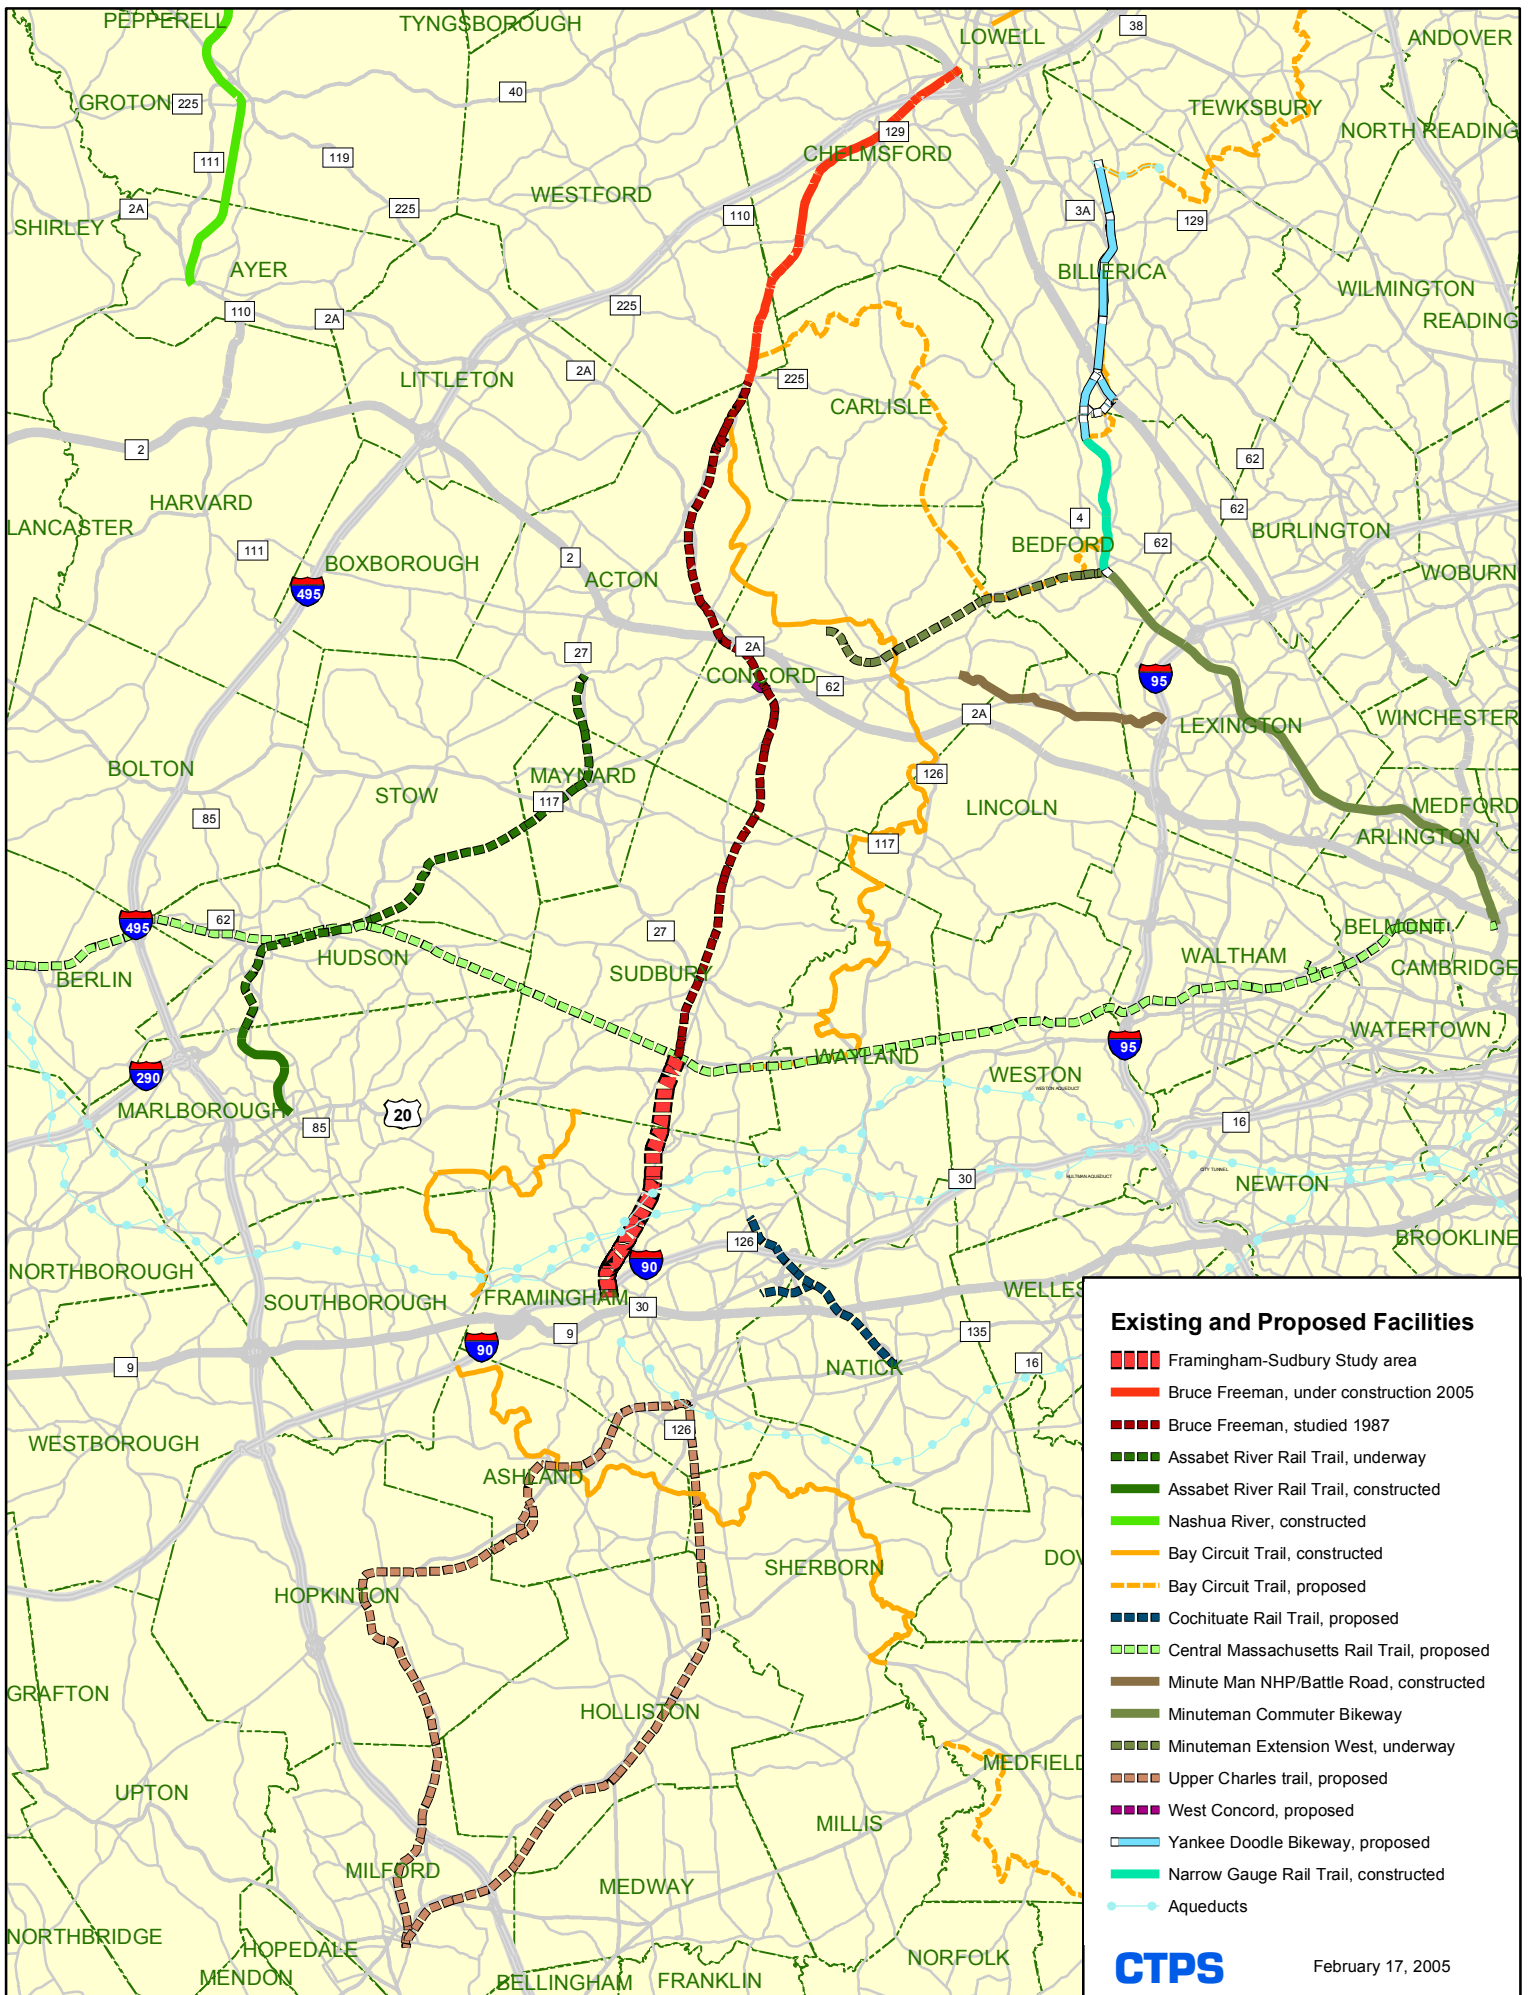 PEPPERELL
TYNGSBOROUGH
LOWELL
38
ANDOVER
GROTON
225
40
TEWKSBURY
129
NORTH READING
CHELMSFORD
111
119
WESTFORD
2A
225
110
3A
129
SHIRLEY
AYER
BILLERICA
WILMINGTON
110
2A
225
READING
LITTLETON
2A
225
CARLISLE
2
62
HARVARD
62
LANCASTER
4
BURLINGTON
111
BOXBOROUGH
2
BEDFORD
62
ACTON
WOBURN
495
27
2A
CONCORD
62
95
2A
LEXINGTON
WINCHESTER
BOLTON
MAYNARD
126
STOW
117
LINCOLN
MEDFORD
85
117
ARLINGTON
495
62
27
BELMONT
HUDSON
SUDBURY
WALTHAM
CAMBRIDGE
BERLIN
WATERTOWN
95
WAYLAND
290
WESTON
WESTON AQUEDUCT
MARLBOROUGH
20
85
16
CITY TUNNEL
30
HULTMAN AQUEDUCT
NEWTON
126
BROOKLINE
90
NORTHBOROUGH
SOUTHBOROUGH
FRAMINGHAM
30
WELLES
9
90
135
9
NATICK
16
126
WESTBOROUGH
ASHLAND
SHERBORN
DOV
HOPKINTON
GRAFTON
HOLLISTON
MEDFIELD
UPTON
MILLIS
MILFORD
MEDWAY
NORTHBRIDGE
HOPEDALE
NORFOLK
MENDON
BELLINGHAM
FRANKLIN
Existing and Proposed Facilities
Framingham-Sudbury Study area
Bruce Freeman, under construction 2005
Bruce Freeman, studied 1987
Assabet River Rail Trail, underway
Assabet River Rail Trail, constructed
Nashua River, constructed
Bay Circuit Trail, constructed
Bay Circuit Trail, proposed
Cochituate Rail Trail, proposed
Central Massachusetts Rail Trail, proposed
Minute Man NHP/Battle Road, constructed
Minuteman Commuter Bikeway
Minuteman Extension West, underway
Upper Charles trail, proposed
West Concord, proposed
Yankee Doodle Bikeway, proposed
Narrow Gauge Rail Trail, constructed
Aqueducts
CTPS
February 17, 2005